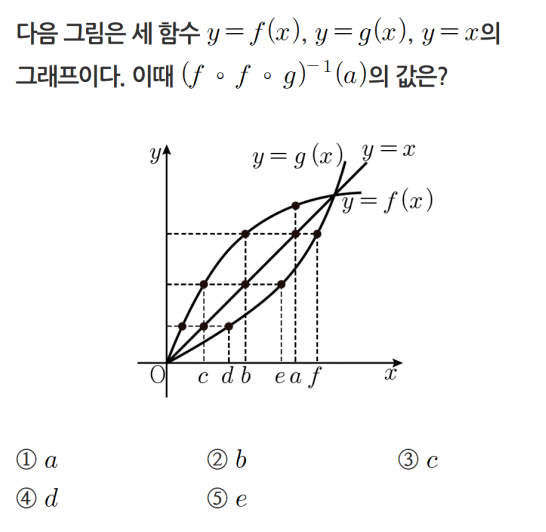 다음 그림은 세 함수 y = f(x), y = g(x), y = x의
그래프이다. 이때 (f ∘ f ∘ g)⁻¹(a)의 값은?
y
y = g(x)
y = x
y = f(x)
O c d b e a f x
① a ② b ③ c
④ d ⑤ e